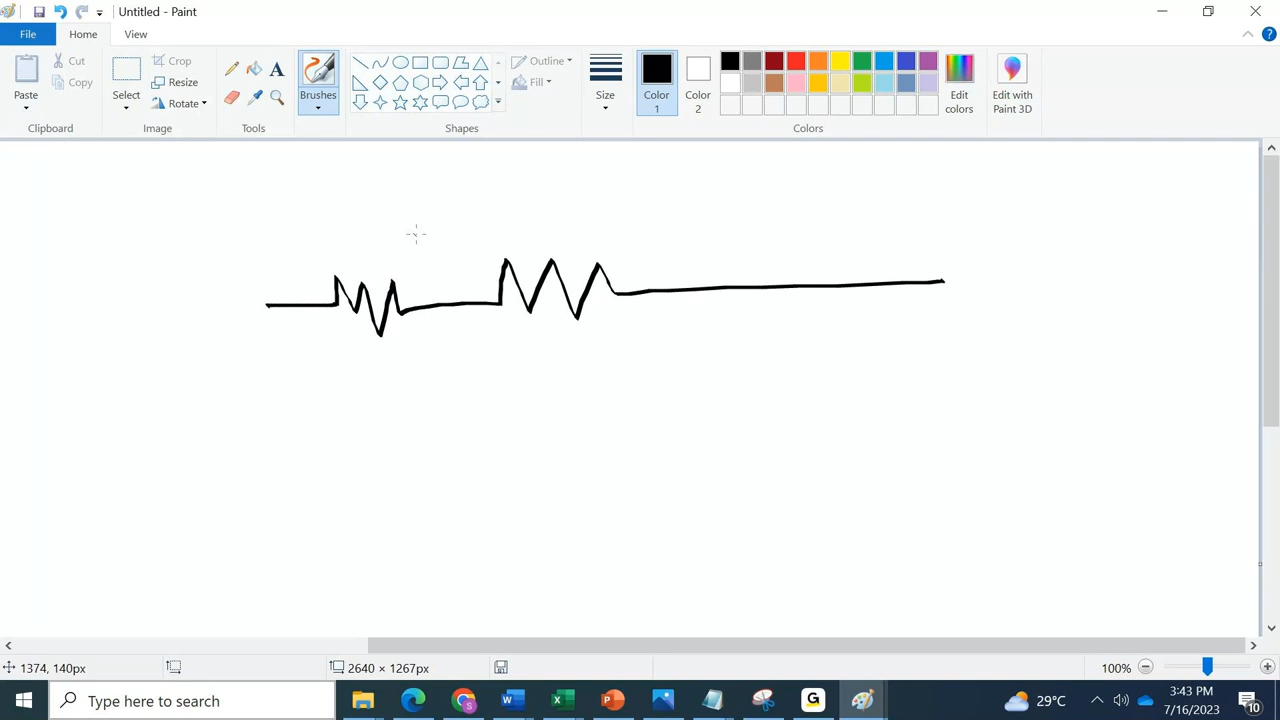 Untitled - Paint
File Home View
Paste Cut Copy
Select Crop Resize Rotate
A
Brushes
Outline
Fill
Size
Color 1
Color 2
Edit colors
Edit with Paint 3D
Clipboard Image Tools Shapes Colors
1374, 140px 2640 × 1267px 100%
Type here to search
29°C
3:43 PM
7/16/2023
10